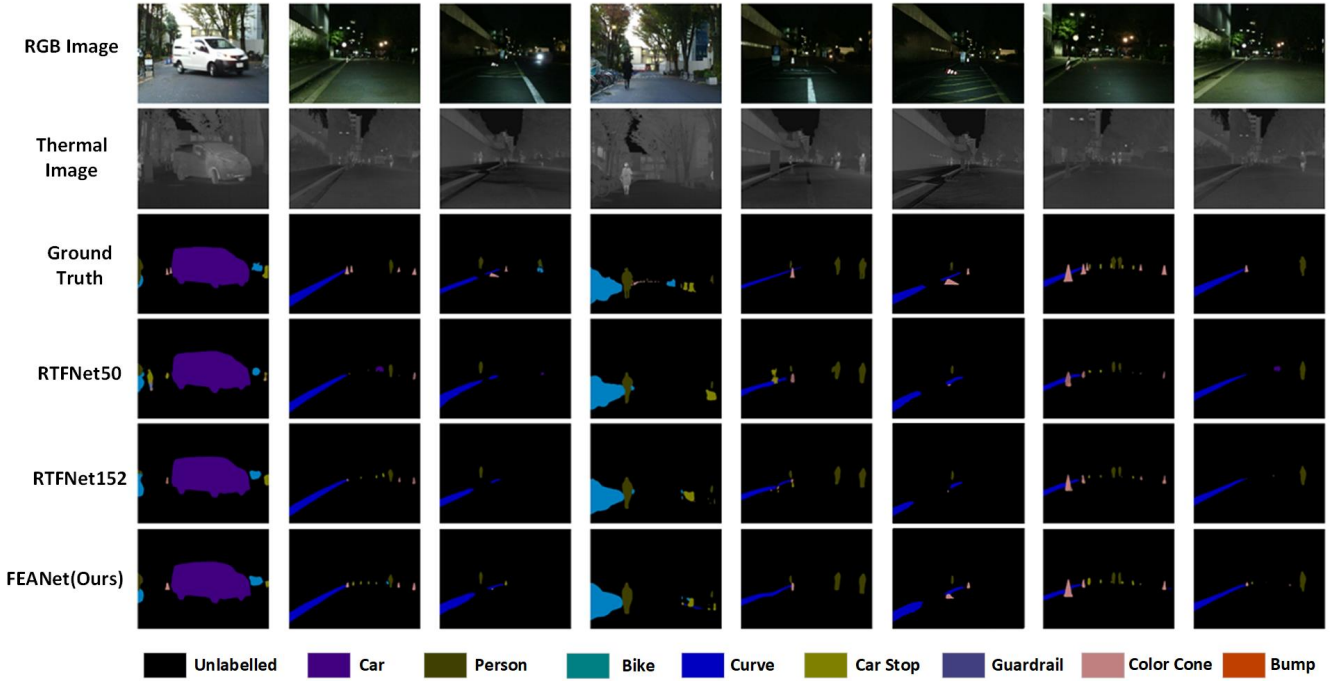 RGB Image
Thermal
Image
Ground
Truth
RTFNet50
RTFNet152
FEANet(Ours)
Unlabelled Car Person Bike Curve Car Stop Guardrail Color Cone Bump